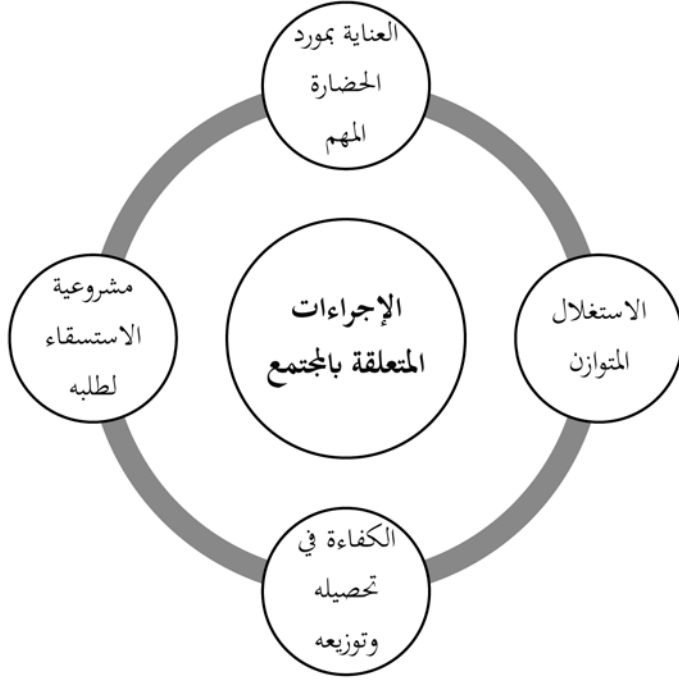 العناية بمورد
الحضارة
المهم
الاستغلال
المتوازن
الكفاءة في
تحصيله
وتوزيعه
مشروعية
الاستسقاء
لطلبه
الإجراءات
المتعلقة بالمجتمع